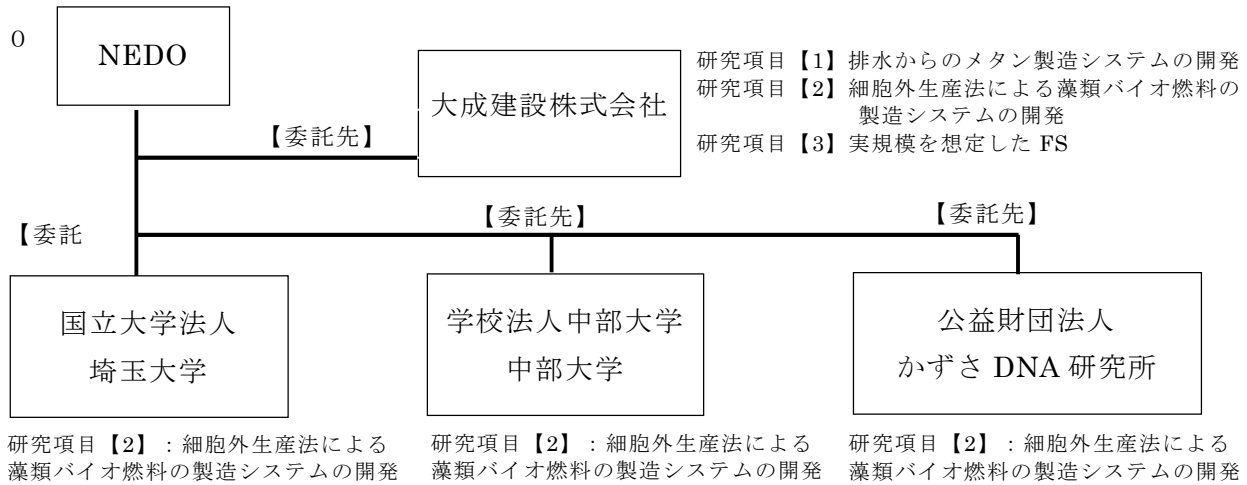 0
NEDO
大成建設株式会社
研究項目【1】排水からのメタン製造システムの開発
研究項目【2】細胞外生産法による藻類バイオ燃料の
製造システムの開発
研究項目【3】実規模を想定した FS
【委託先】
【委託
【委託先】
【委託先】
国立大学法人
埼玉大学
学校法人中部大学
中部大学
公益財団法人
かずさ DNA 研究所
研究項目【2】：細胞外生産法による
藻類バイオ燃料の製造システムの開発
研究項目【2】：細胞外生産法による
藻類バイオ燃料の製造システムの開発
研究項目【2】：細胞外生産法による
藻類バイオ燃料の製造システムの開発